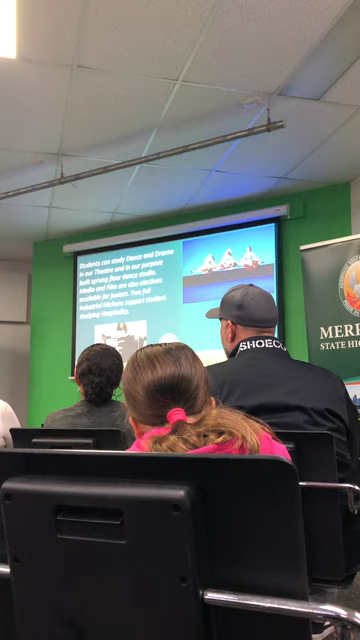 Students can study Dance and Drama
in our Theatre and in our purpose
built sprung floor dance studio.
Media and Film are also electives
available for juniors. Two full
Industrial Kitchens support student
studying Hospitality.
SHOECO
MERR
STATE HIG